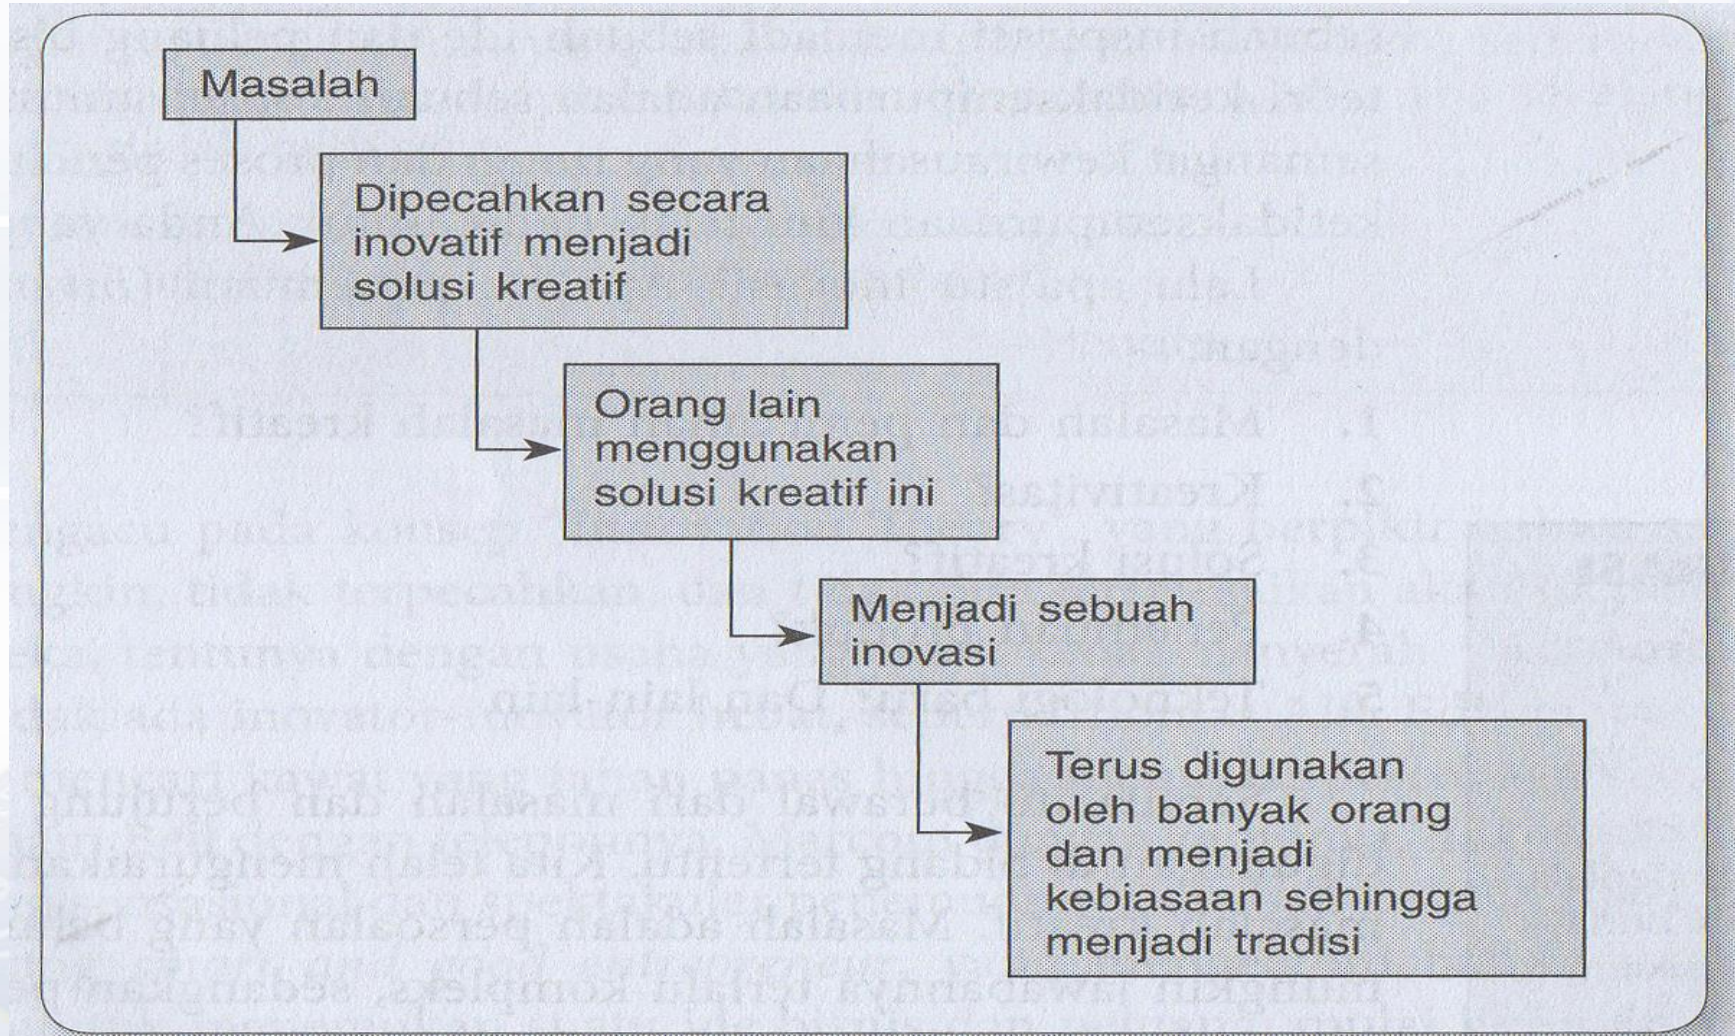 Masalah
Dipecahkan secara
inovatif menjadi
solusi kreatif
Orang lain
menggunakan
solusi kreatif ini
Menjadi sebuah
inovasi
Terus digunakan
oleh banyak orang
dan menjadi
kebiasaan sehingga
menjadi tradisi